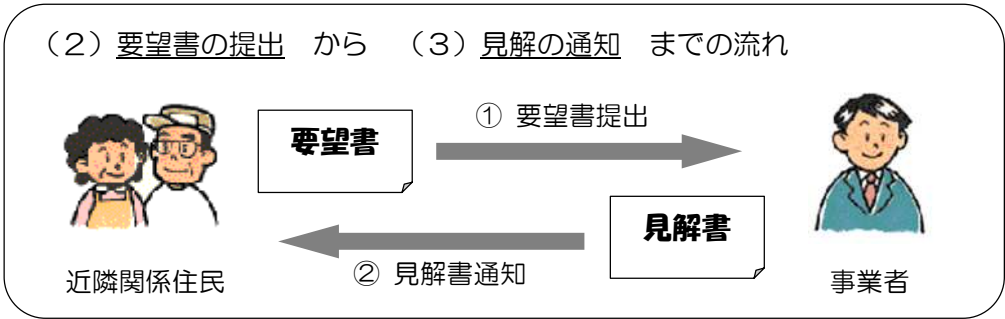 （２）要望書の提出　から　（３）見解の通知　までの流れ
① 要望書提出
要望書
見解書
② 見解書通知
近隣関係住民
事業者